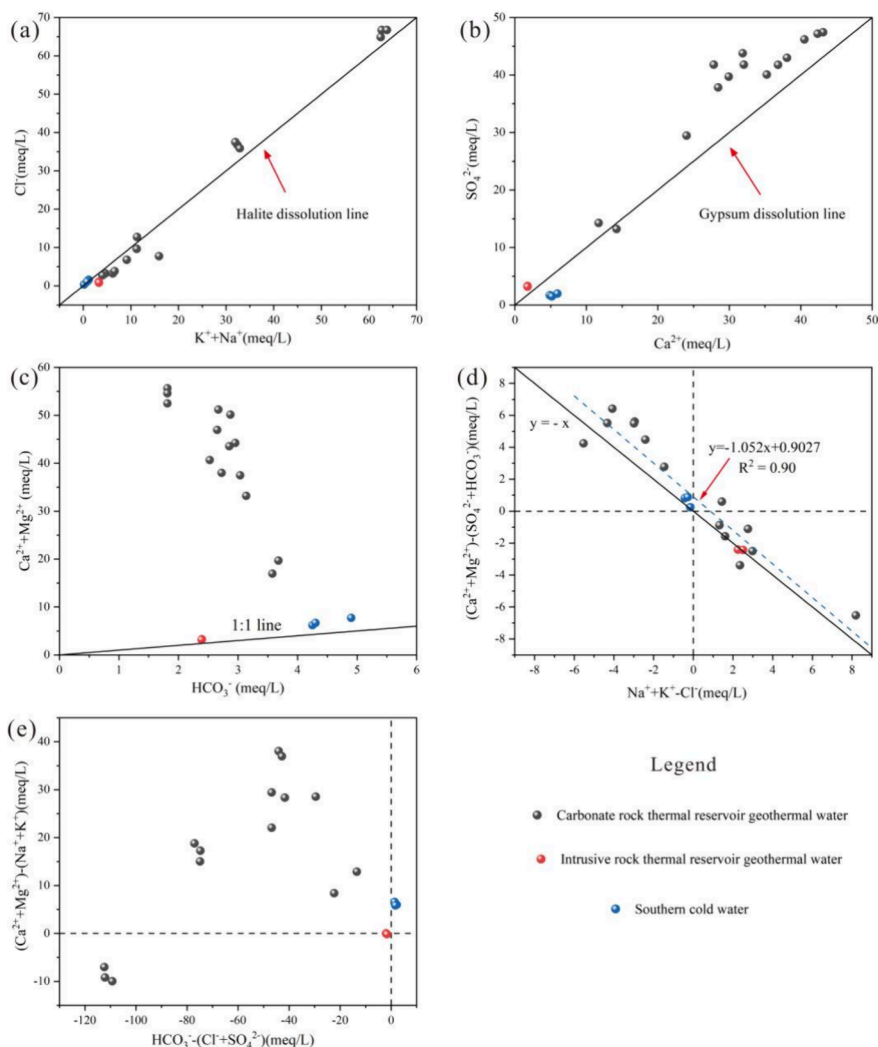 (a)
70
60
50
40
30
20
10
0
Cl⁻(meq/L)
Halite dissolution line
0 10 20 30 40 50 60 70
K⁺+Na⁺(meq/L)
(b)
50
40
30
20
10
0
SO₄²⁻(meq/L)
Gypsum dissolution line
0 10 20 30 40 50
Ca²⁺(meq/L)
(c)
60
50
40
30
20
10
0
Ca²⁺+Mg²⁺(meq/L)
1:1 line
0 1 2 3 4 5 6
HCO₃⁻ (meq/L)
(d)
8
6
4
2
0
-2
-4
-6
-8
(Ca²⁺+Mg²⁺)-(SO₄²⁻+HCO₃⁻)(meq/L)
y = - x
y=-1.052x+0.9027
R² = 0.90
-8 -6 -4 -2 0 2 4 6 8
Na⁺+K⁺-Cl⁻(meq/L)
(e)
40
30
20
10
0
-10
(Ca²⁺+Mg²⁺)-(Na⁺+K⁺)(meq/L)
-120 -100 -80 -60 -40 -20 0
HCO₃⁻-(Cl⁻+SO₄²⁻)(meq/L)
Legend
Carbonate rock thermal reservoir geothermal water
Intrusive rock thermal reservoir geothermal water
Southern cold water